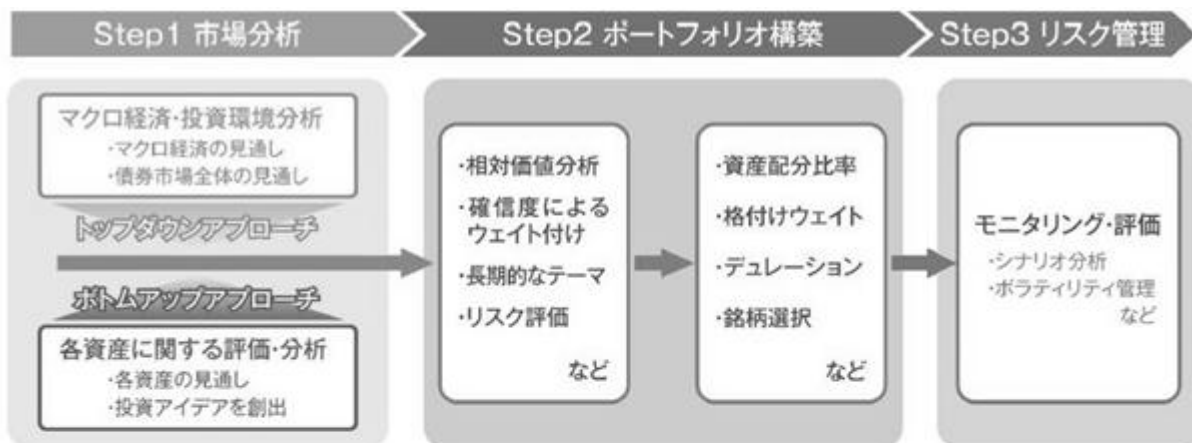 Step1 市場分析
Step2 ポートフォリオ構築
Step3 リスク管理
マクロ経済・投資環境分析
・マクロ経済の見通し
・債券市場全体の見通し
トップダウンアプローチ
ボトムアップアプローチ
各資産に関する評価・分析
・各資産の見通し
・投資アイデアを創出
・相対価値分析
・確信度による
ウェイト付け
・長期的なテーマ
・リスク評価
など
・資産配分比率
・格付けウェイト
・デュレーション
・銘柄選択
など
モニタリング・評価
・シナリオ分析
・ボラティリティ管理
など